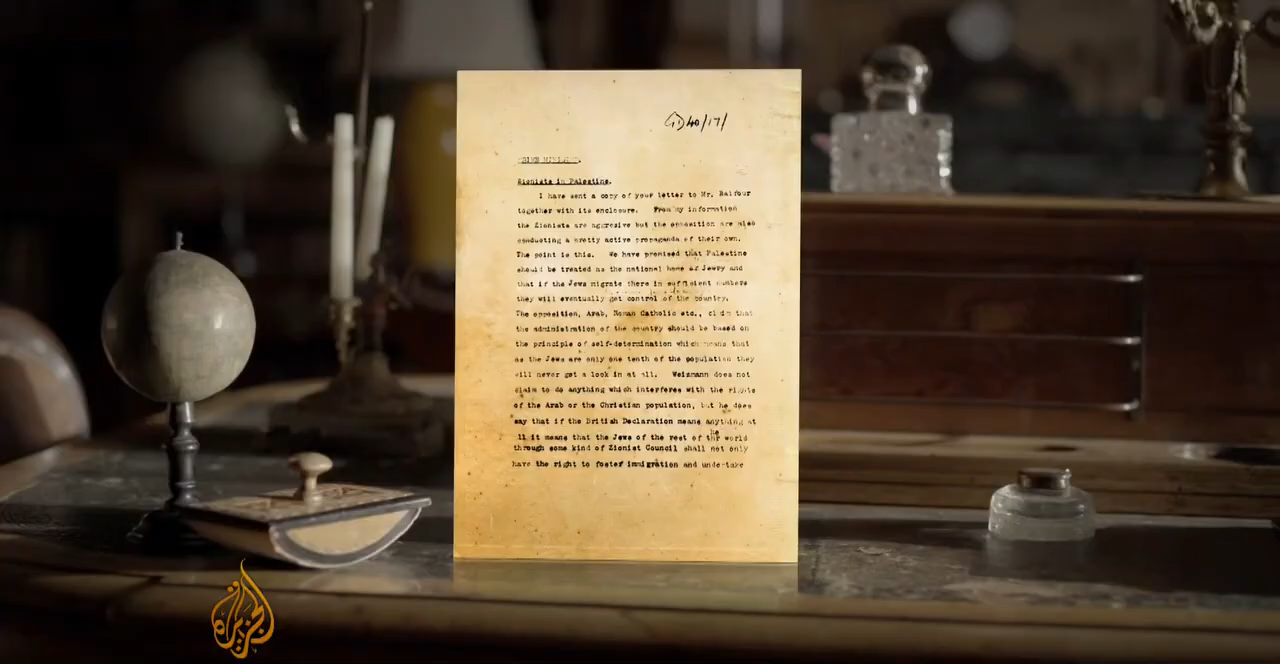 40/17/
PRIME MINISTER.
Zionists in Palestine.
I have sent a copy of your letter to Mr. Balfour
together with its enclosure. From my information
the Zionists are aggresive but the opposition are also
conducting a pretty active propaganda of their own.
The point is this. We have promised that Palestine
should be treated as the national home of Jewry and
that if the Jews migrate there in sufficient numbers
they will eventually get control of the country.
The opposition, Arab, Roman Catholic etc., claim that
the administration of the country should be based on
the principle of self-determination which means that
as the Jews are only one tenth of the population they
will never get a look in at all. Weizmann does not
claim to do anything which interferes with the rights
of the Arab or the Christian population, but he does
say that if the British Declaration means anything at
all it means that the Jews of the rest of the world
through some kind of Zionist Council shall not only
have the right to foster immigration and undertake
الجزيرة